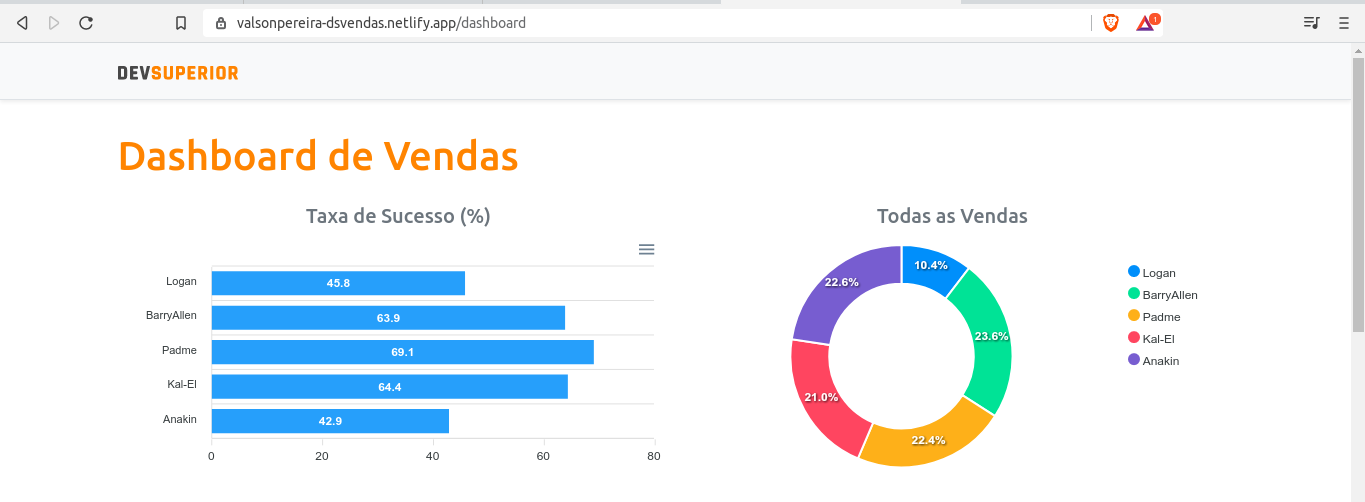 valsonpereira-dsvendas.netlify.app/dashboard
1
DEVSUPERIOR
Dashboard de Vendas
Taxa de Sucesso (%)
Logan
45.8
BarryAllen
63.9
Padme
69.1
Kal-El
64.4
Anakin
42.9
0 20 40 60 80
Todas as Vendas
10.4%
23.6%
22.4%
21.0%
22.6%
Logan
BarryAllen
Padme
Kal-El
Anakin